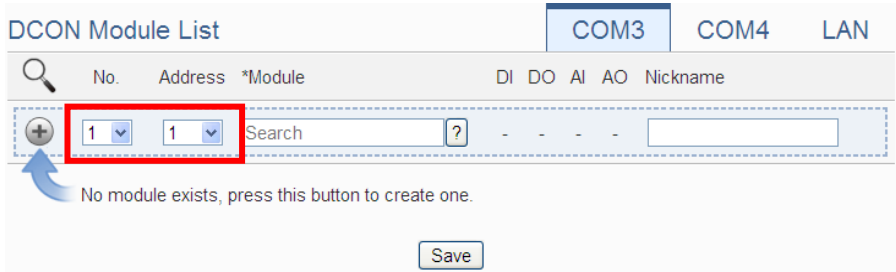 DCON Module List COM3 COM4 LAN
No. Address *Module DI DO AI AO Nickname
1 1 Search ? - - - -
No module exists, press this button to create one.
Save